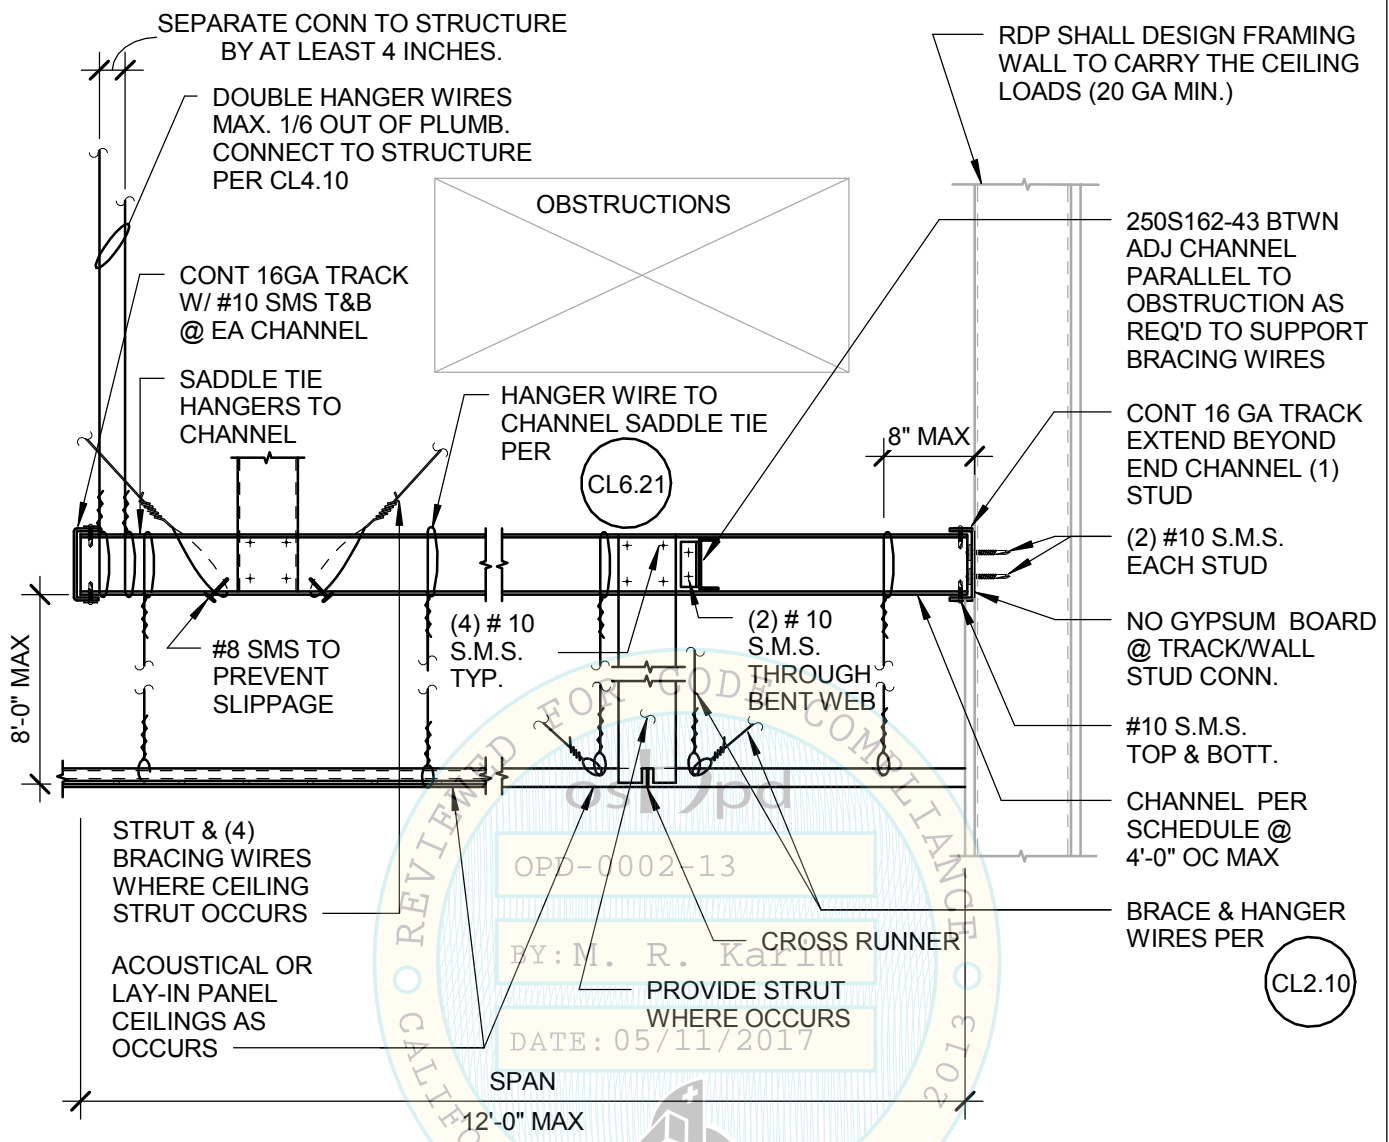 SEPARATE CONN TO STRUCTURE
BY AT LEAST 4 INCHES.
DOUBLE HANGER WIRES
MAX. 1/6 OUT OF PLUMB.
CONNECT TO STRUCTURE
PER CL4.10
CONT 16GA TRACK
W/ #10 SMS T&B
@ EA CHANNEL
SADDLE TIE
HANGERS TO
CHANNEL
OBSTRUCTIONS
HANGER WIRE TO
CHANNEL SADDLE TIE
PER
CL6.21
RDP SHALL DESIGN FRAMING
WALL TO CARRY THE CEILING
LOADS (20 GA MIN.)
250S162-43 BTWN
ADJ CHANNEL
PARALLEL TO
OBSTRUCTION AS
REQ'D TO SUPPORT
BRACING WIRES
8" MAX
CONT 16 GA TRACK
EXTEND BEYOND
END CHANNEL (1)
STUD
(2) #10 S.M.S.
EACH STUD
NO GYPSUM BOARD
@ TRACK/WALL
STUD CONN.
#10 S.M.S.
TOP & BOTT.
CHANNEL PER
SCHEDULE @
4'-0" OC MAX
BRACE & HANGER
WIRES PER
CL2.10
8'-0" MAX
#8 SMS TO
PREVENT
SLIPPAGE
(4) # 10
S.M.S.
TYP.
(2) # 10
S.M.S.
THROUGH
BENT WEB
STRUT & (4)
BRACING WIRES
WHERE CEILING
STRUT OCCURS
ACOUSTICAL OR
LAY-IN PANEL
CEILINGS AS
OCCURS
CROSS RUNNER
PROVIDE STRUT
WHERE OCCURS
SPAN
12'-0" MAX
REVIEWED FOR CODE COMPLIANCE
oshpd
OPD-0002-13
BY: M. R. Karim
DATE: 05/11/2017
2013